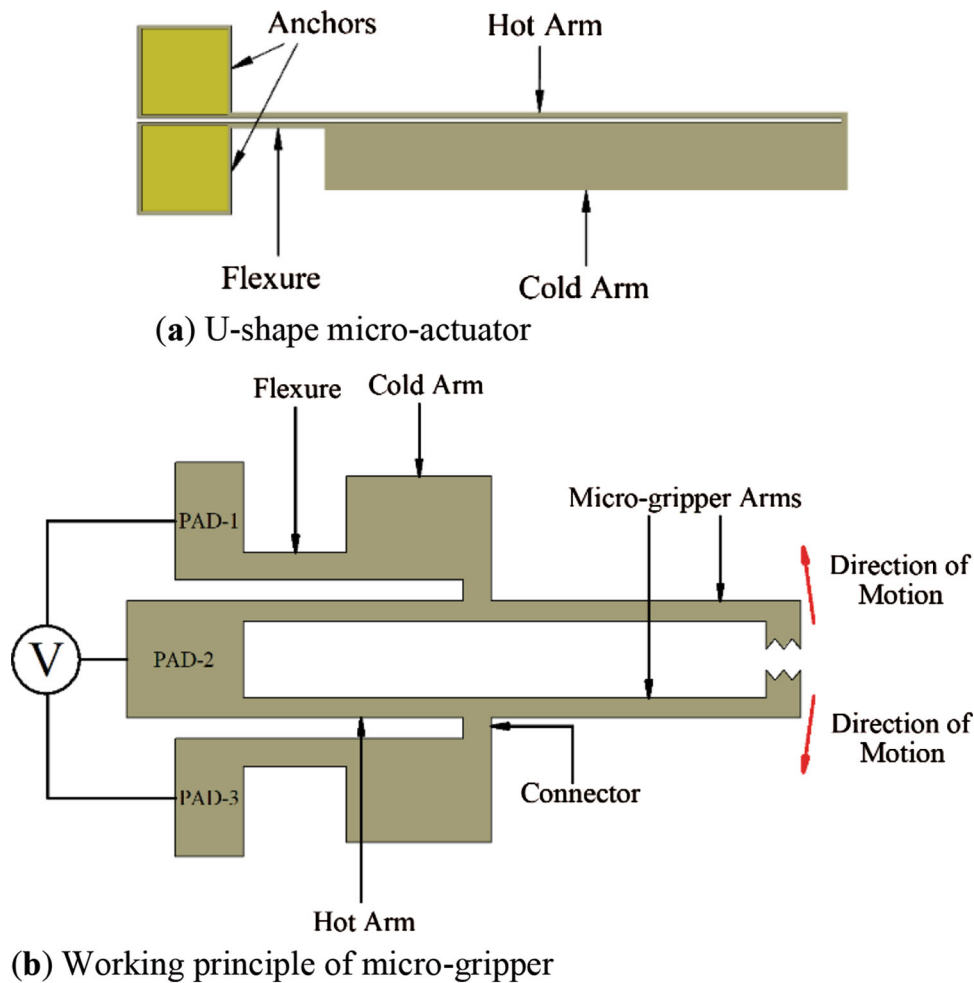 Anchors
Hot Arm
Flexure
Cold Arm
(a) U-shape micro-actuator
Flexure
Cold Arm
Micro-gripper Arms
PAD-1
Direction of
Motion
V
PAD-2
Direction of
Motion
PAD-3
Connector
Hot Arm
(b) Working principle of micro-gripper